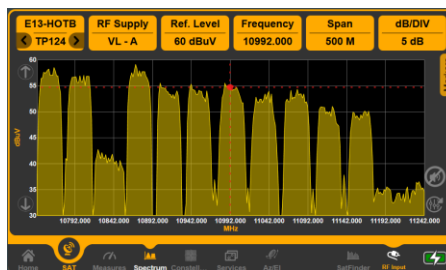 E13-HOTB RF Supply Ref. Level Frequency Span dB/DIV
TP124 VL - A 60 dBuV 10992.000 500 M 5 dB
60
55
50
45
40
35
30
dBuV
10792.000 10842.000 10892.000 10942.000 10992.000 11042.000 11092.000 11142.000 11192.000 11242.000
MHz
Home SAT Measures Spectrum Constell. Services Az/El SatFinder RF Input